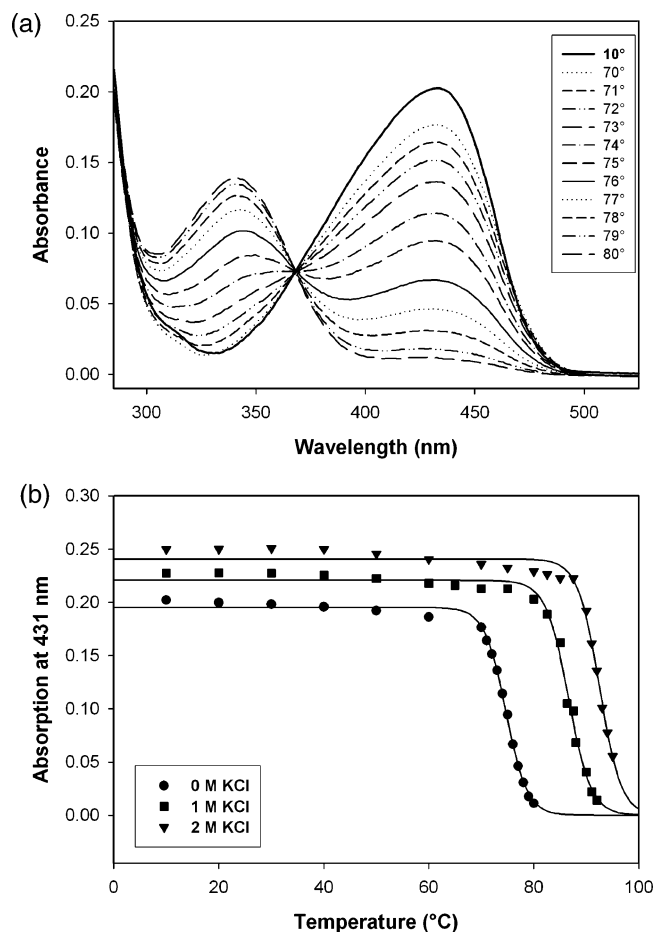 (a)
0.25
0.20
0.15
0.10
0.05
0.00
Absorbance
10°
70°
71°
72°
73°
74°
75°
76°
77°
78°
79°
80°
300 350 400 450 500
Wavelength (nm)
(b)
0.30
0.25
0.20
0.15
0.10
0.05
0.00
Absorption at 431 nm
0 M KCl
1 M KCl
2 M KCl
0 20 40 60 80 100
Temperature (°C)